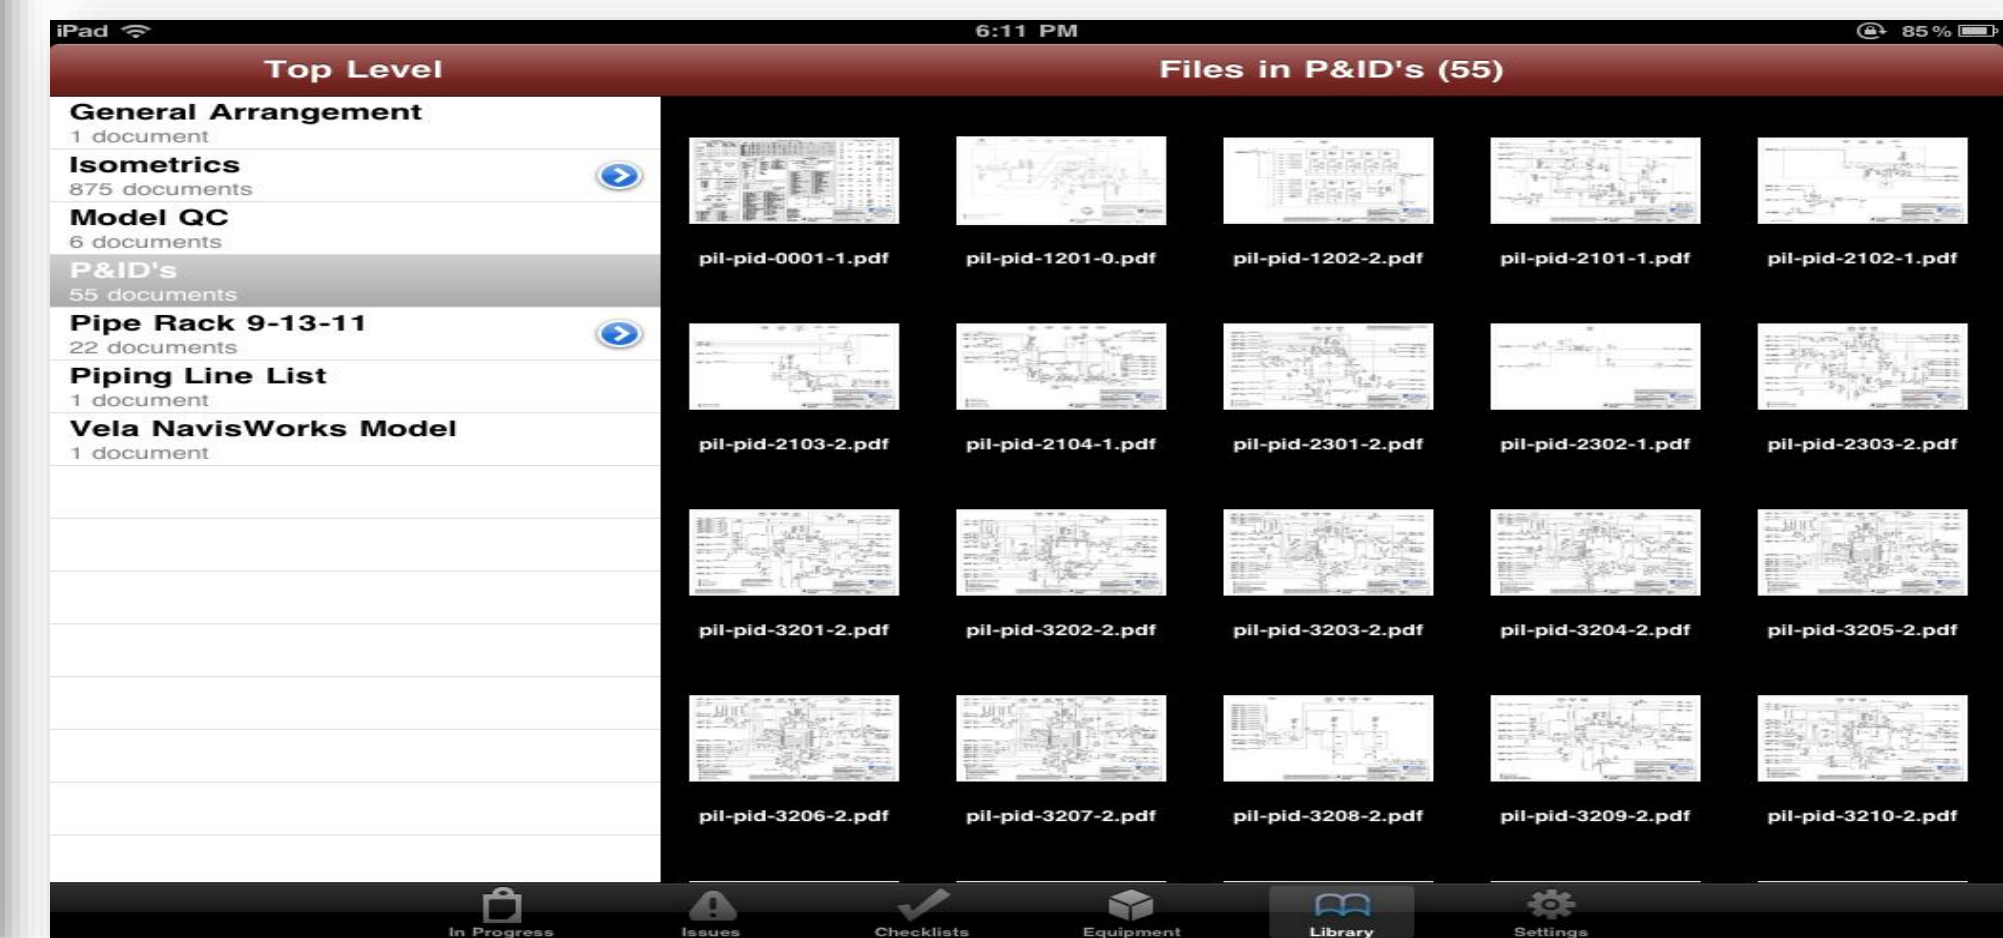 iPad 6:11 PM 85%
Top Level
General Arrangement
1 document
Isometrics
875 documents
Model QC
6 documents
P&ID's
55 documents
Pipe Rack 9-13-11
22 documents
Piping Line List
1 document
Vela NavisWorks Model
1 document
Files in P&ID's (55)
pil-pid-0001-1.pdf pil-pid-1201-0.pdf pil-pid-1202-2.pdf pil-pid-2101-1.pdf pil-pid-2102-1.pdf
pil-pid-2103-2.pdf pil-pid-2104-1.pdf pil-pid-2301-2.pdf pil-pid-2302-1.pdf pil-pid-2303-2.pdf
pil-pid-3201-2.pdf pil-pid-3202-2.pdf pil-pid-3203-2.pdf pil-pid-3204-2.pdf pil-pid-3205-2.pdf
pil-pid-3206-2.pdf pil-pid-3207-2.pdf pil-pid-3208-2.pdf pil-pid-3209-2.pdf pil-pid-3210-2.pdf
In Progress Issues Checklists Equipment Library Settings